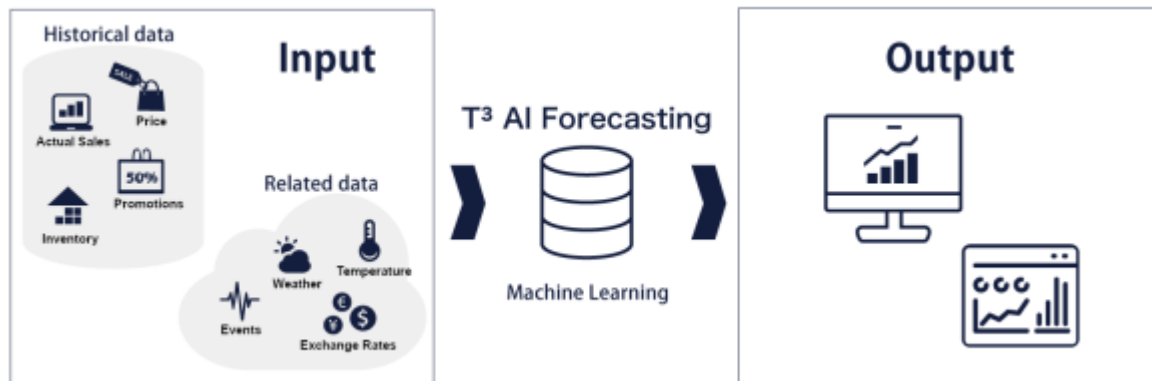 Historical data
Input
SALE
Price
Actual Sales
50%
Promotions
Inventory
Related data
Weather
Temperature
Events
€
¥
$
Exchange Rates
T³ AI Forecasting
Machine Learning
Output